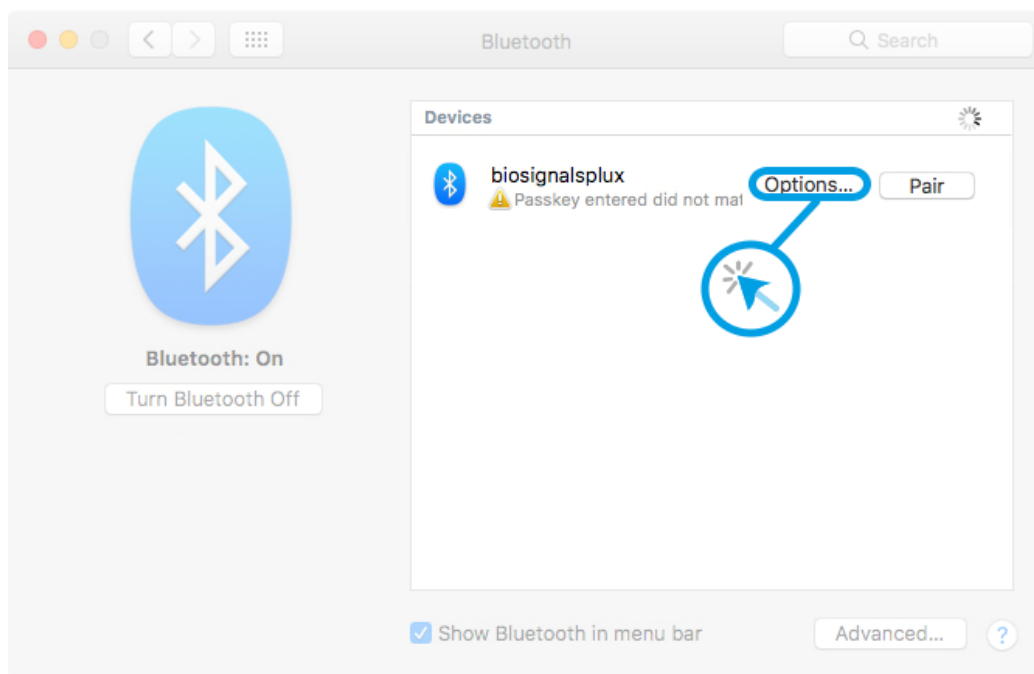 Bluetooth
Search
Devices
biosignalsplux
Passkey entered did not mat
Options...
Pair
Bluetooth: On
Turn Bluetooth Off
Show Bluetooth in menu bar
Advanced...
?